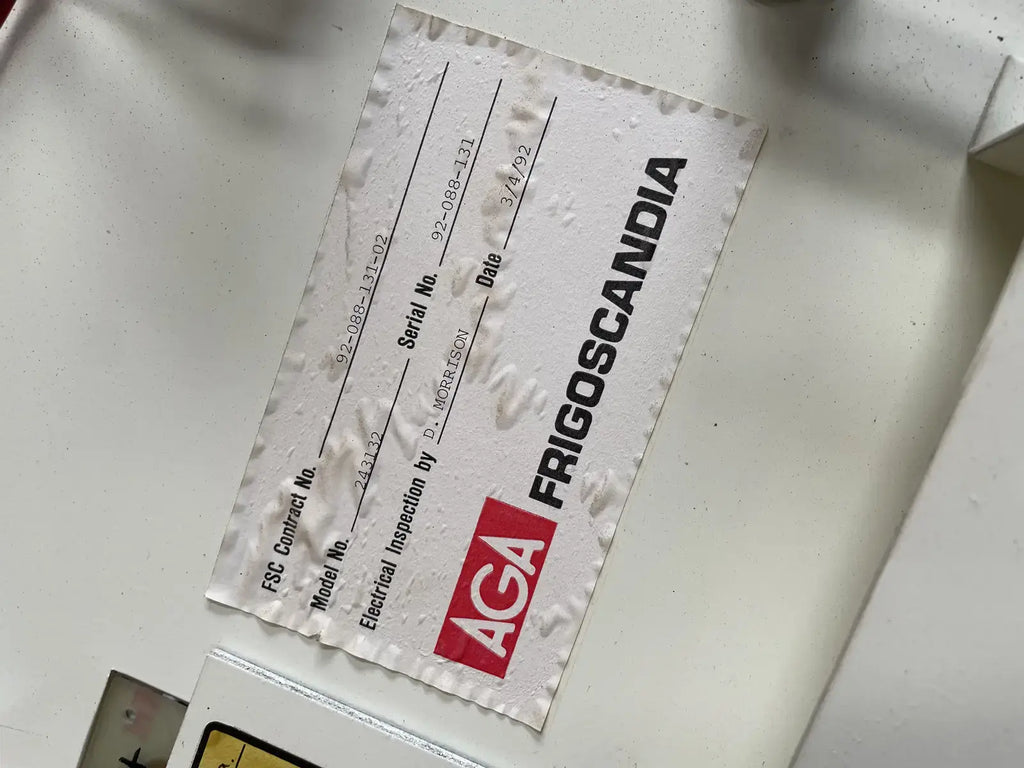 FSC Contract No. 92-088-131-02
Model No. 243132 Serial No. 92-088-131
Electrical Inspection by D. MORRISON Date 3/4/92
AGA FRIGOSCANDIA